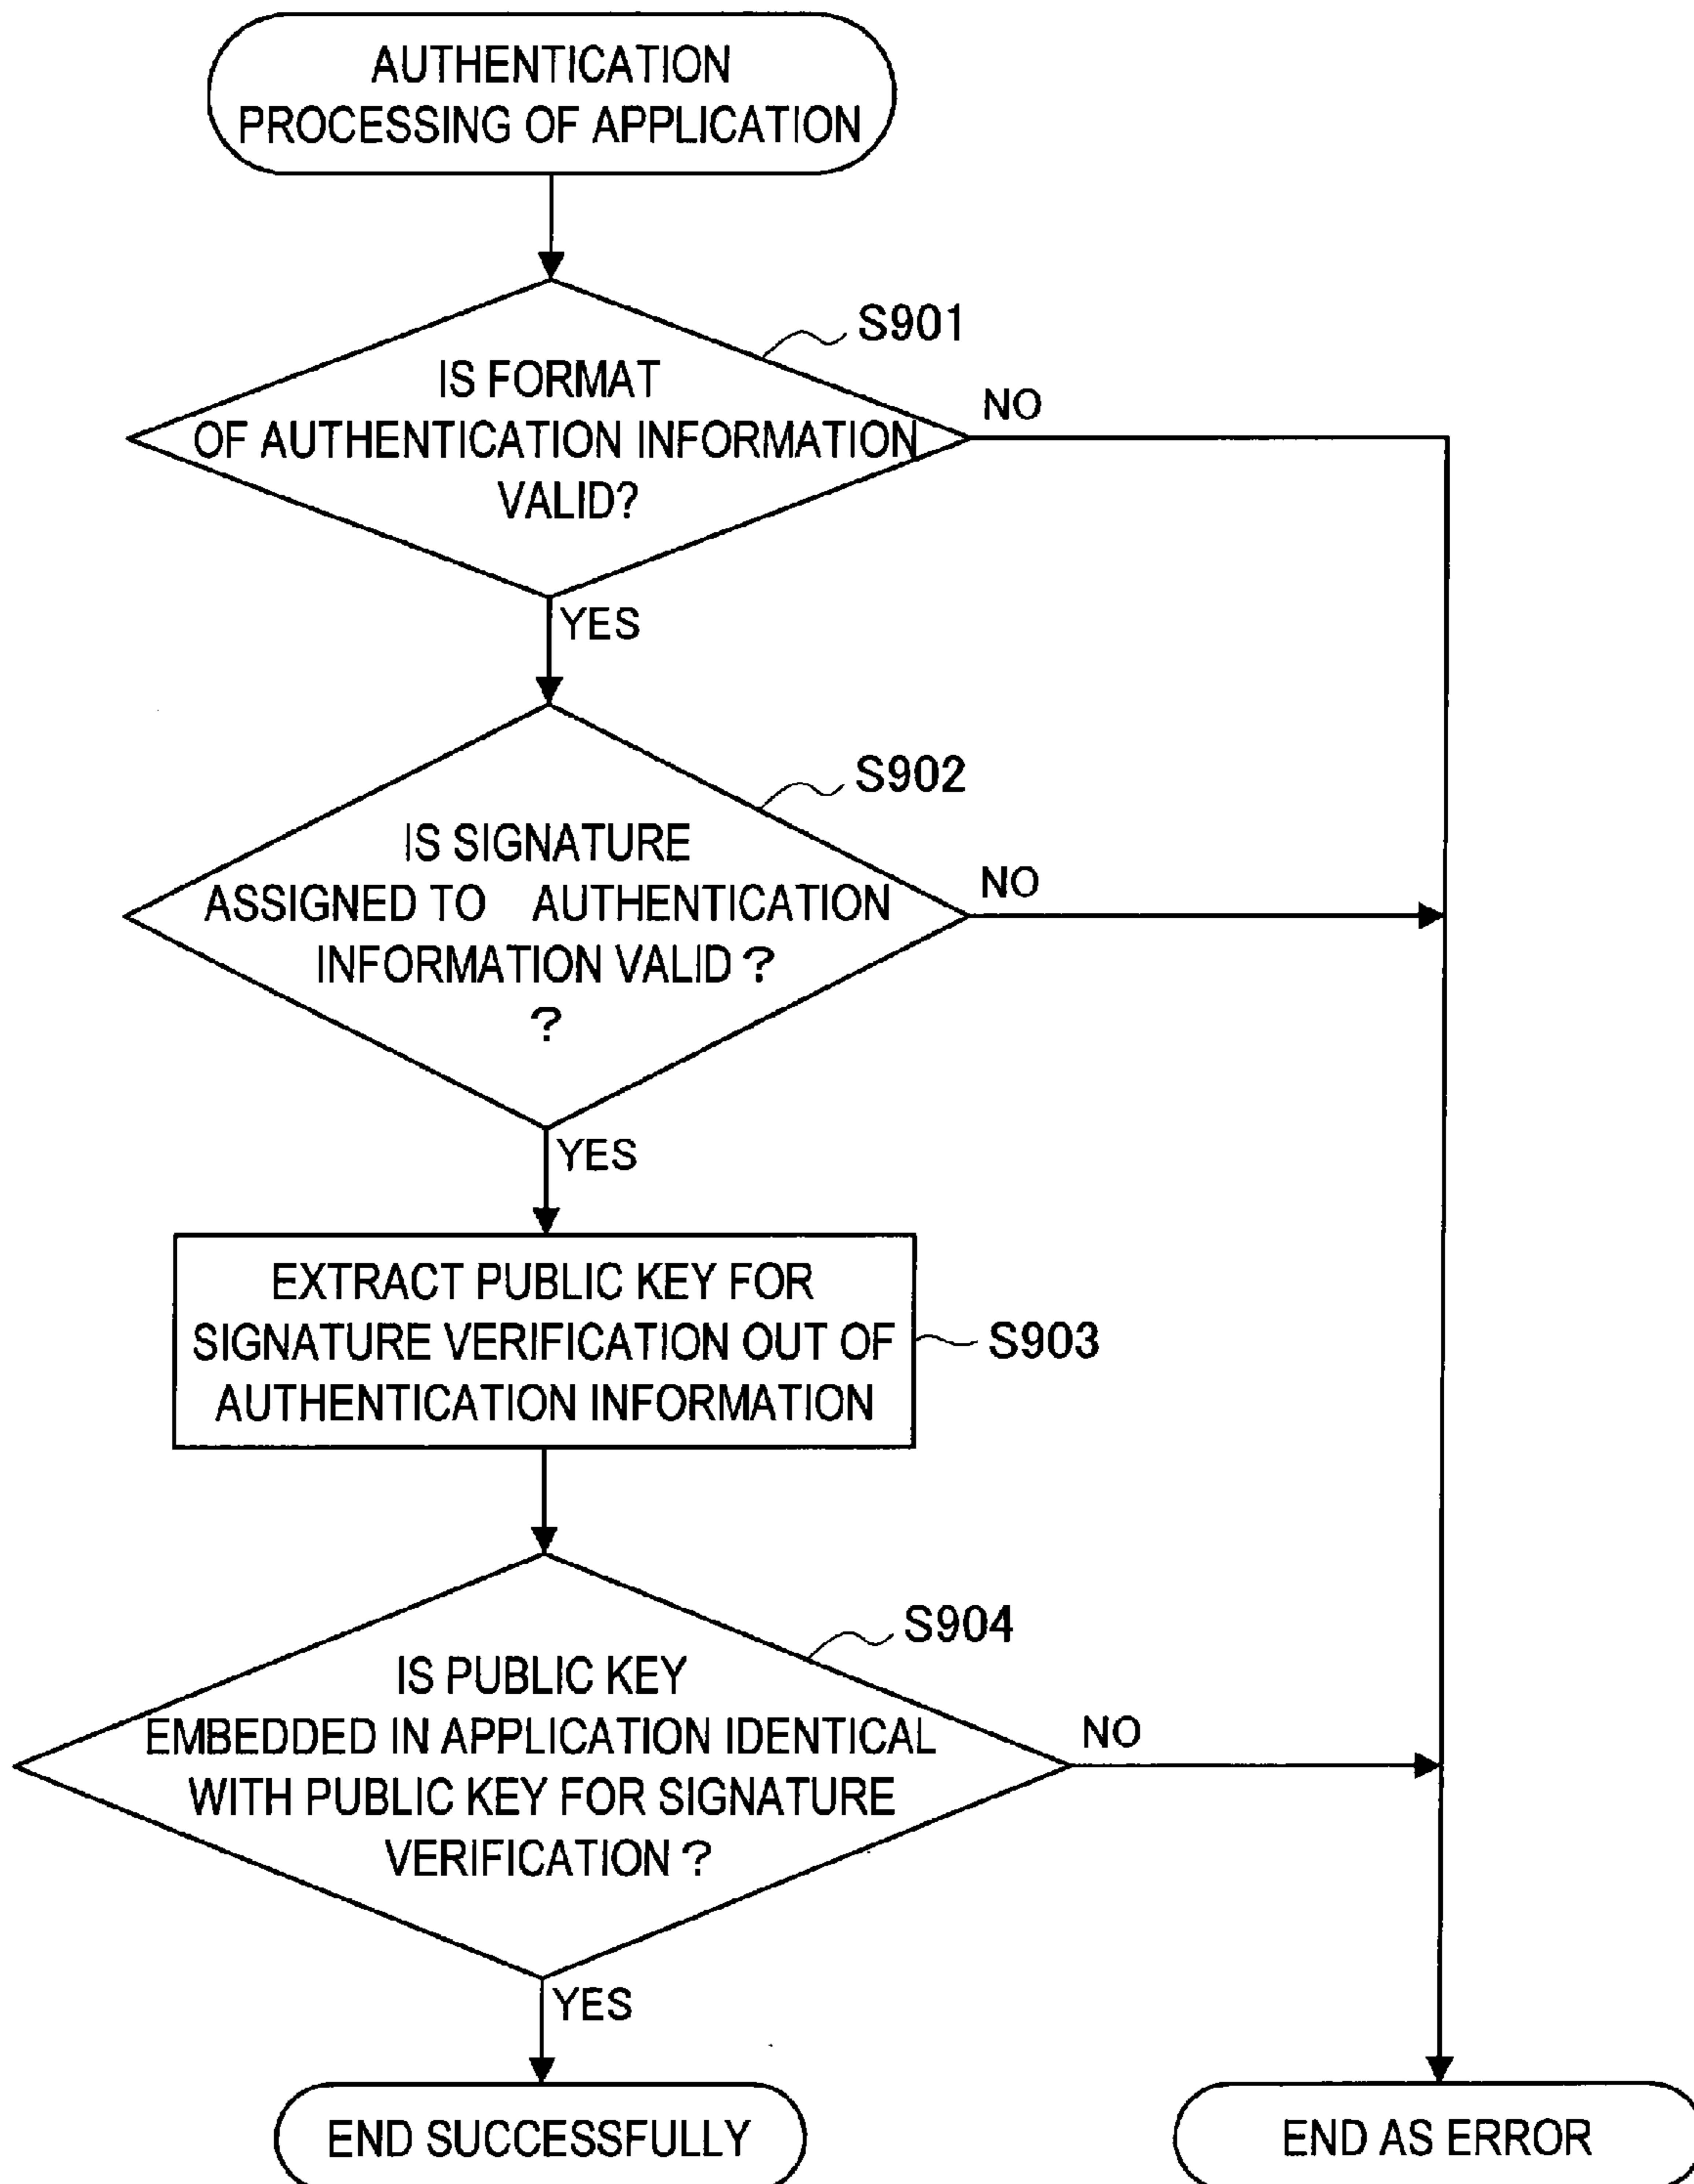 AUTHENTICATION
PROCESSING OF APPLICATION
S901
IS FORMAT
OF AUTHENTICATION INFORMATION
VALID?
NO
YES
S902
IS SIGNATURE
ASSIGNED TO AUTHENTICATION
INFORMATION VALID ?
?
NO
YES
EXTRACT PUBLIC KEY FOR
SIGNATURE VERIFICATION OUT OF
AUTHENTICATION INFORMATION
S903
S904
IS PUBLIC KEY
EMBEDDED IN APPLICATION IDENTICAL
WITH PUBLIC KEY FOR SIGNATURE
VERIFICATION ?
NO
YES
END SUCCESSFULLY
END AS ERROR